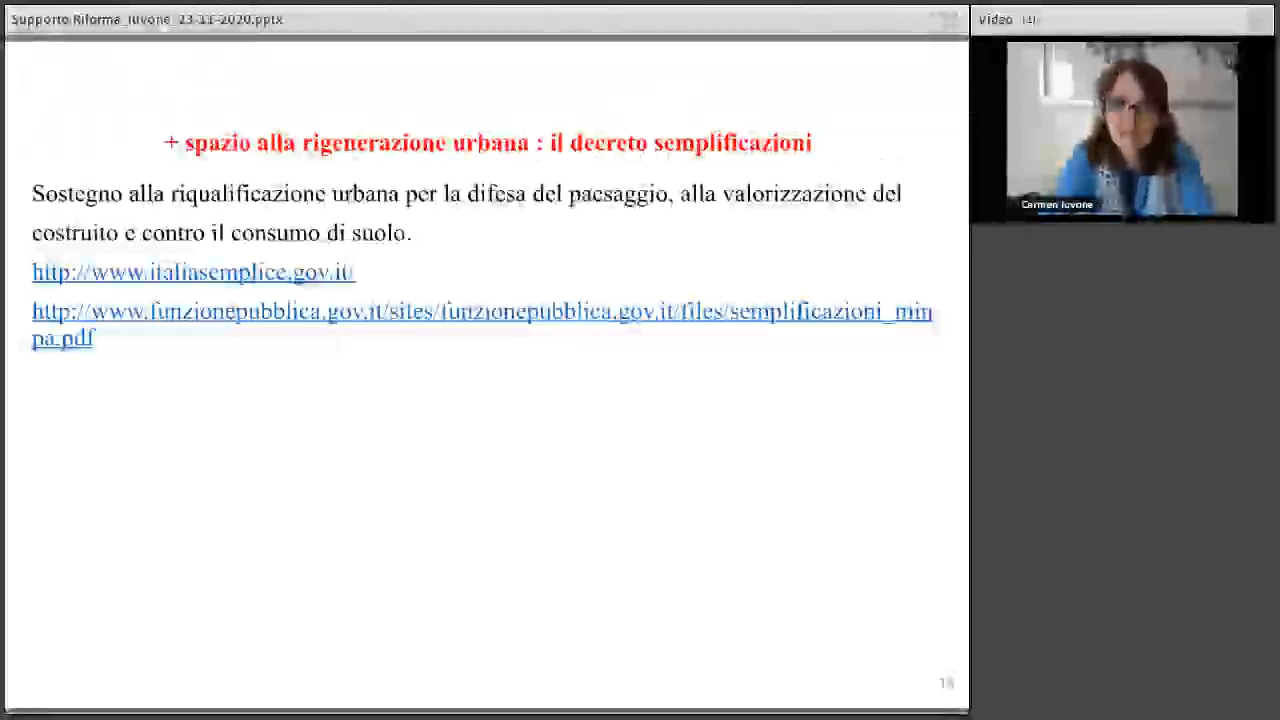 Supporto Riforma_Iuvone_23-11-2020.pptx
+ spazio alla rigenerazione urbana : il decreto semplificazioni
Sostegno alla riqualificazione urbana per la difesa del paesaggio, alla valorizzazione del
costruito e contro il consumo di suolo.
http://www.italiasemplice.gov.it/
http://www.funzionepubblica.gov.it/sites/funzionepubblica.gov.it/files/semplificazioni_min
pa.pdf
Video
Carmen Iuvone